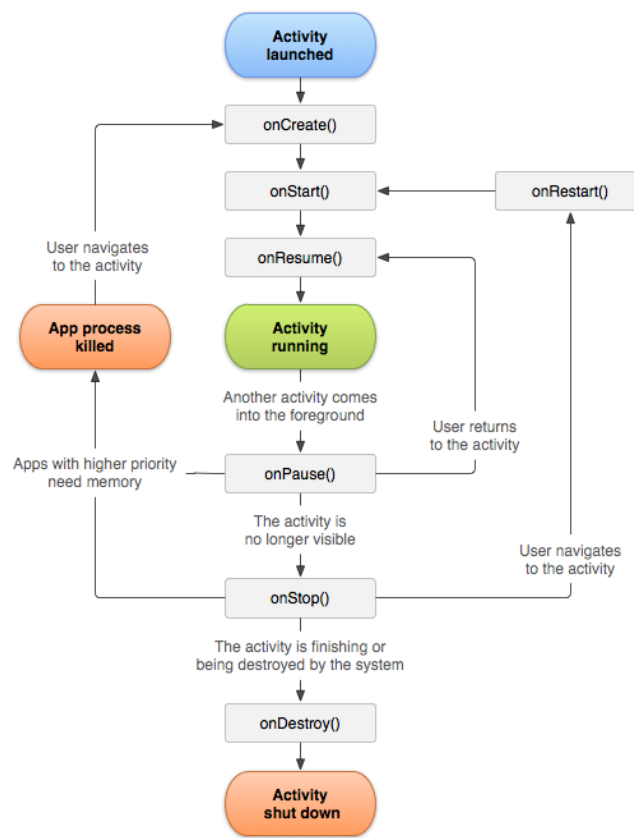 Activity
launched
onCreate()
onStart()
onRestart()
User navigates
to the activity
onResume()
App process
killed
Activity
running
Another activity comes
into the foreground
User returns
to the activity
Apps with higher priority
need memory
onPause()
The activity is
no longer visible
User navigates
to the activity
onStop()
The activity is finishing or
being destroyed by the system
onDestroy()
Activity
shut down